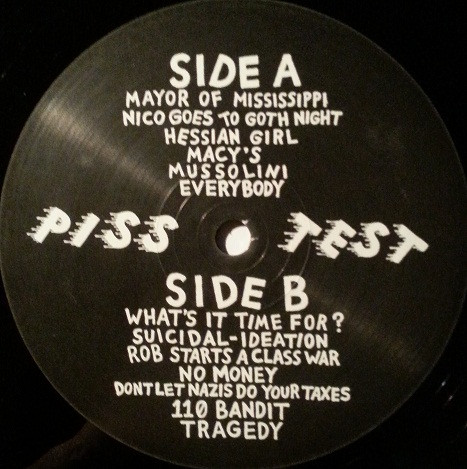 SIDE A
MAYOR OF MISSISSIPPI
NICO GOES TO GOTH NIGHT
HESSIAN GIRL
MACY'S
MUSSOLINI
EVERYBODY
PISS TEST
SIDE B
WHAT'S IT TIME FOR?
SUICIDAL-IDEATION
ROB STARTS A CLASS WAR
NO MONEY
DONT LET NAZIS DO YOUR TAXES
110 BANDIT
TRAGEDY